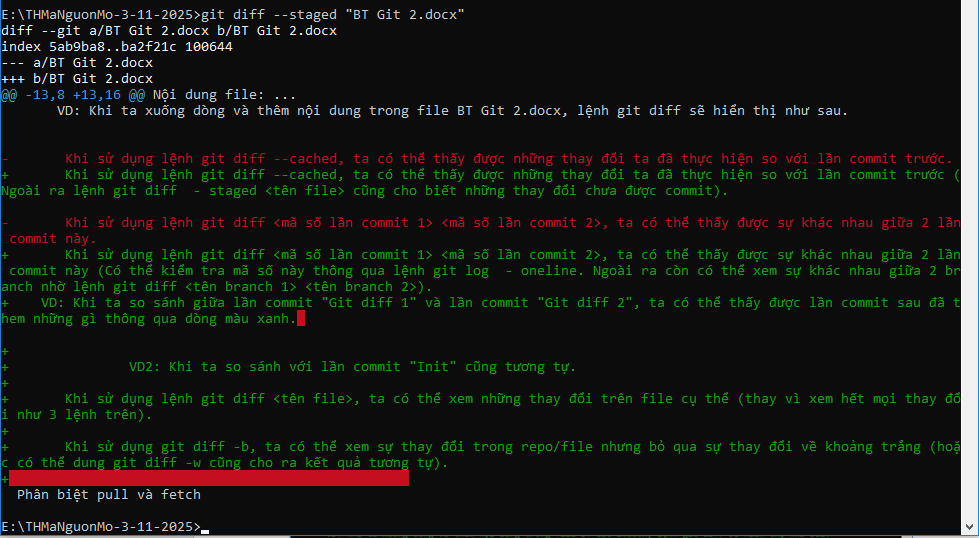 E:\THMaNguonMo-3-11-2025>git diff --staged "BT Git 2.docx"
diff --git a/BT Git 2.docx b/BT Git 2.docx
index 5ab9ba8..ba2f21c 100644
--- a/BT Git 2.docx
+++ b/BT Git 2.docx
@@ -13,8 +13,16 @@ Nội dung file: ...
VD: Khi ta xuống dòng và thêm nội dung trong file BT Git 2.docx, lệnh git diff sẽ hiển thị như sau.
- Khi sử dụng lệnh git diff --cached, ta có thể thấy được những thay đổi ta đã thực hiện so với lần commit trước.
+ Khi sử dụng lệnh git diff --cached, ta có thể thấy được những thay đổi ta đã thực hiện so với lần commit trước (
Ngoài ra lệnh git diff - staged <tên file> cũng cho biết những thay đổi chưa được commit).
- Khi sử dụng lệnh git diff <mã số lần commit 1> <mã số lần commit 2>, ta có thể thấy được sự khác nhau giữa 2 lần
commit này.
+ Khi sử dụng lệnh git diff <mã số lần commit 1> <mã số lần commit 2>, ta có thể thấy được sự khác nhau giữa 2 lần
commit này (Có thể kiểm tra mã số này thông qua lệnh git log - oneline. Ngoài ra còn có thể xem sự khác nhau giữa 2 br
anch nhờ lệnh git diff <tên branch 1> <tên branch 2>).
+ VD: Khi ta so sánh giữa lần commit "Git diff 1" và lần commit "Git diff 2", ta có thể thấy được lần commit sau đã t
hem những gì thông qua dòng màu xanh.
+
+ VD2: Khi ta so sánh với lần commit "Init" cũng tương tự.
+
+ Khi sử dụng lệnh git diff <tên file>, ta có thể xem những thay đổi trên file cụ thể (thay vì xem hết mọi thay đổ
i như 3 lệnh trên).
+
+ Khi sử dụng git diff -b, ta có thể xem sự thay đổi trong repo/file nhưng bỏ qua sự thay đổi về khoảng trắng (hoặ
c có thể dung git diff -w cũng cho ra kết quả tương tự).
+
Phân biệt pull và fetch
E:\THMaNguonMo-3-11-2025>